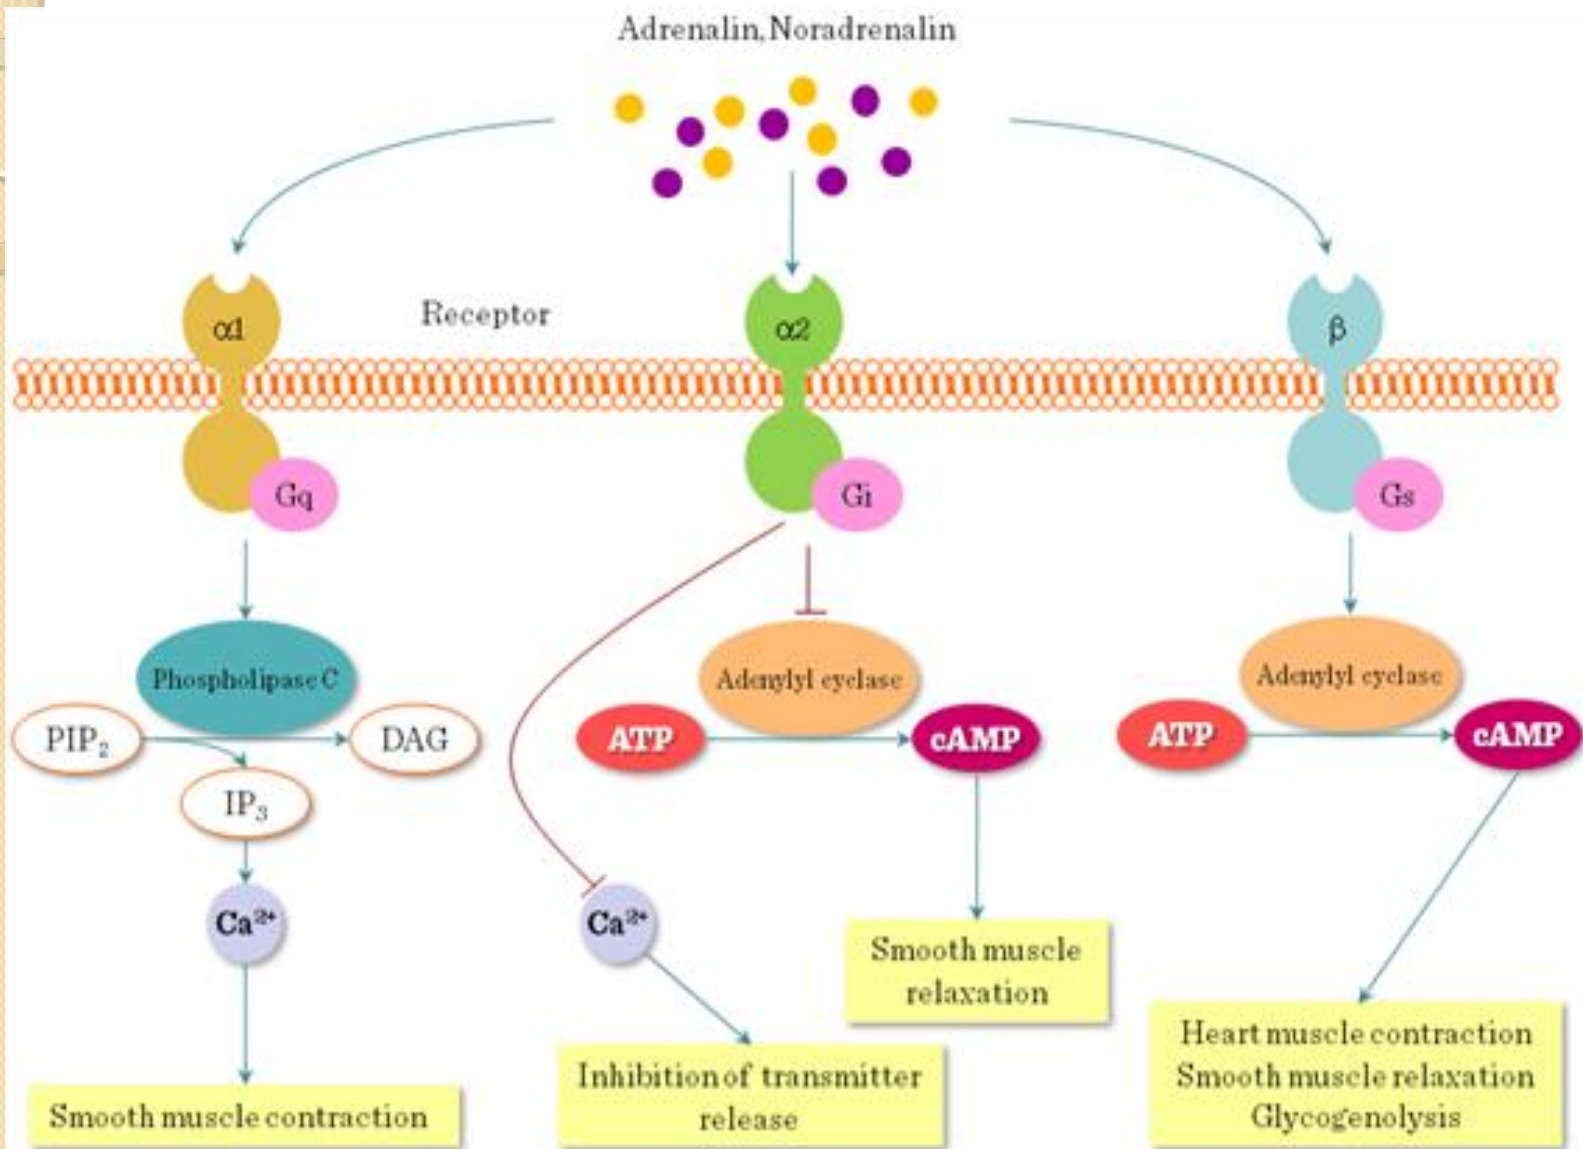 Adrenalin, Noradrenalin
Receptor
α1
α2
β
Gq
Gi
Gs
Phospholipase C
PIP₂
DAG
IP₃
Ca²⁺
Smooth muscle contraction
Adenylyl cyclase
ATP
cAMP
Ca²⁺
Smooth muscle
relaxation
Inhibition of transmitter
release
Adenylyl cyclase
ATP
cAMP
Heart muscle contraction
Smooth muscle relaxation
Glycogenolysis